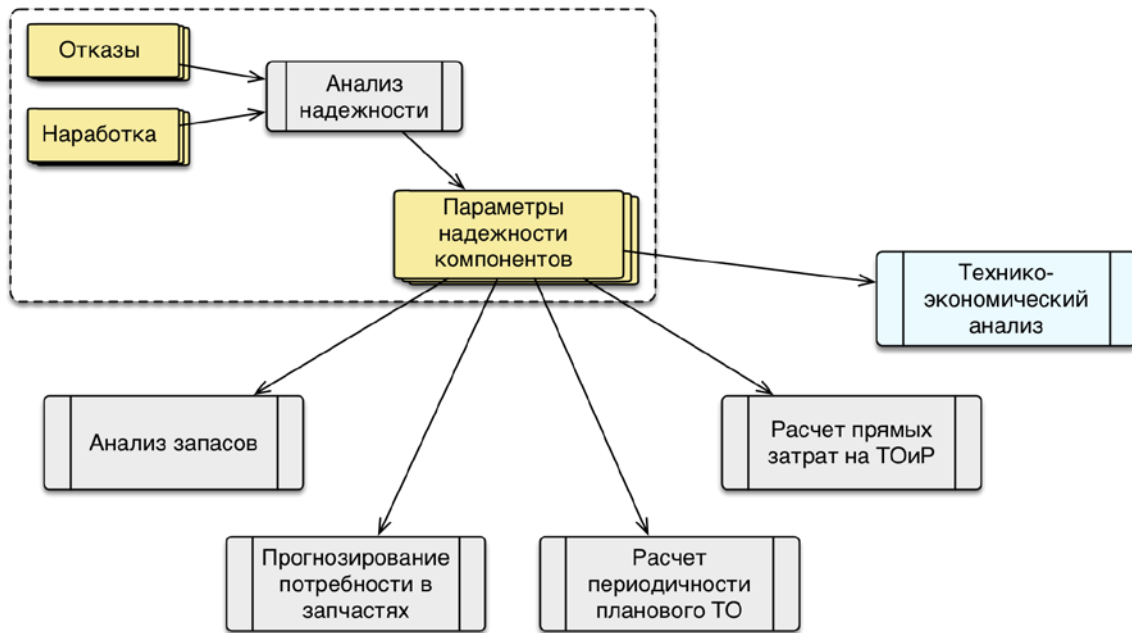 Отказы
Анализ
надежности
Наработка
Параметры
надежности
компонентов
Технико-
экономический
анализ
Анализ запасов
Расчет прямых
затрат на ТОиР
Прогнозирование
потребности в
запчастях
Расчет
периодичности
планового ТО